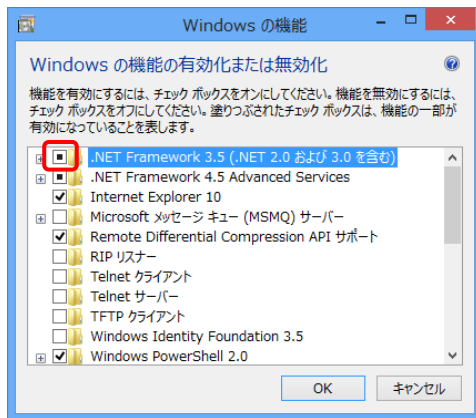 Windows の機能
Windows の機能の有効化または無効化
機能を有効にするには、チェック ボックスをオンにしてください。機能を無効にするには、
チェック ボックスをオフにしてください。塗りつぶされたチェック ボックスは、機能の一部が
有効になっていることを表します。
.NET Framework 3.5 (.NET 2.0 および 3.0 を含む)
.NET Framework 4.5 Advanced Services
Internet Explorer 10
Microsoft メッセージ キュー (MSMQ) サーバー
Remote Differential Compression API サポート
RIP リスナー
Telnet クライアント
Telnet サーバー
TFTP クライアント
Windows Identity Foundation 3.5
Windows PowerShell 2.0
OK キャンセル